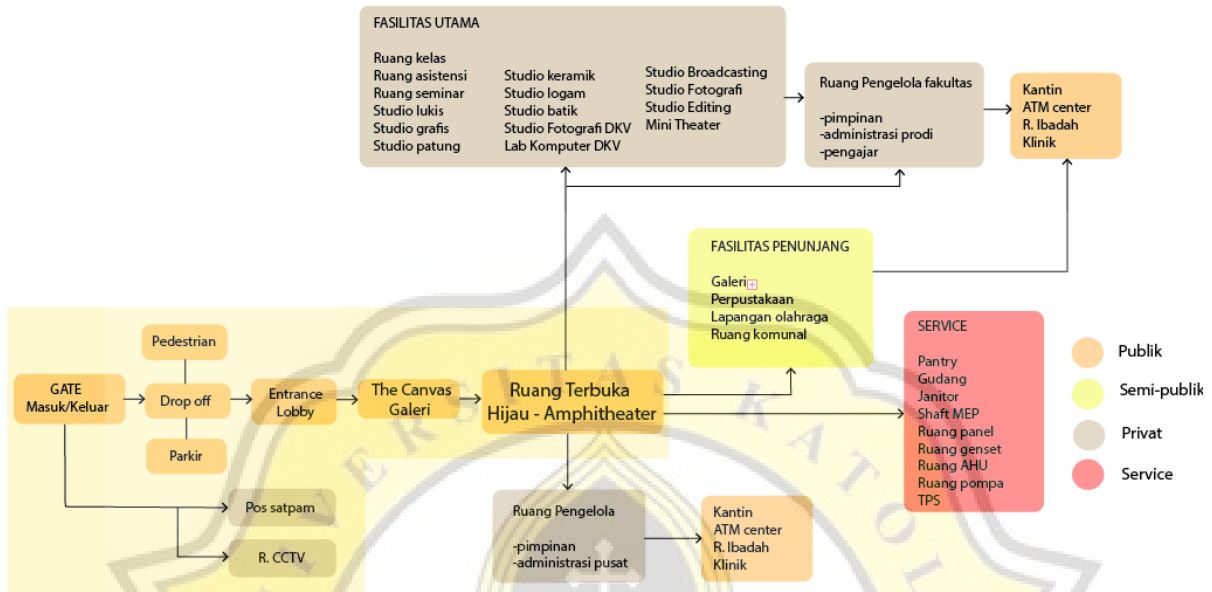 FASILITAS UTAMA
Ruang kelas
Ruang asistensi
Ruang seminar
Studio lukis
Studio grafis
Studio patung
Studio keramik
Studio logam
Studio batik
Studio Fotografi DKV
Lab Komputer DKV
Studio Broadcasting
Studio Fotografi
Studio Editing
Mini Theater
Ruang Pengelola fakultas
-pimpinan
-administrasi prodi
-pengajar
Kantin
ATM center
R. Ibadah
Klinik
FASILITAS PENUNJANG
Galeri
Perpustakaan
Lapangan olahraga
Ruang komunal
SERVICE
Pantry
Gudang
Janitor
Shaft MEP
Ruang panel
Ruang genset
Ruang AHU
Ruang pompa
TPS
Publik
Semi-publik
Privat
Service
Pedestrian
GATE
Masuk/Keluar
Drop off
Entrance
Lobby
The Canvas
Galeri
Ruang Terbuka
Hijau - Amphitheater
Parkir
Pos satpam
R. CCTV
Ruang Pengelola
-pimpinan
-administrasi pusat
Kantin
ATM center
R. Ibadah
Klinik